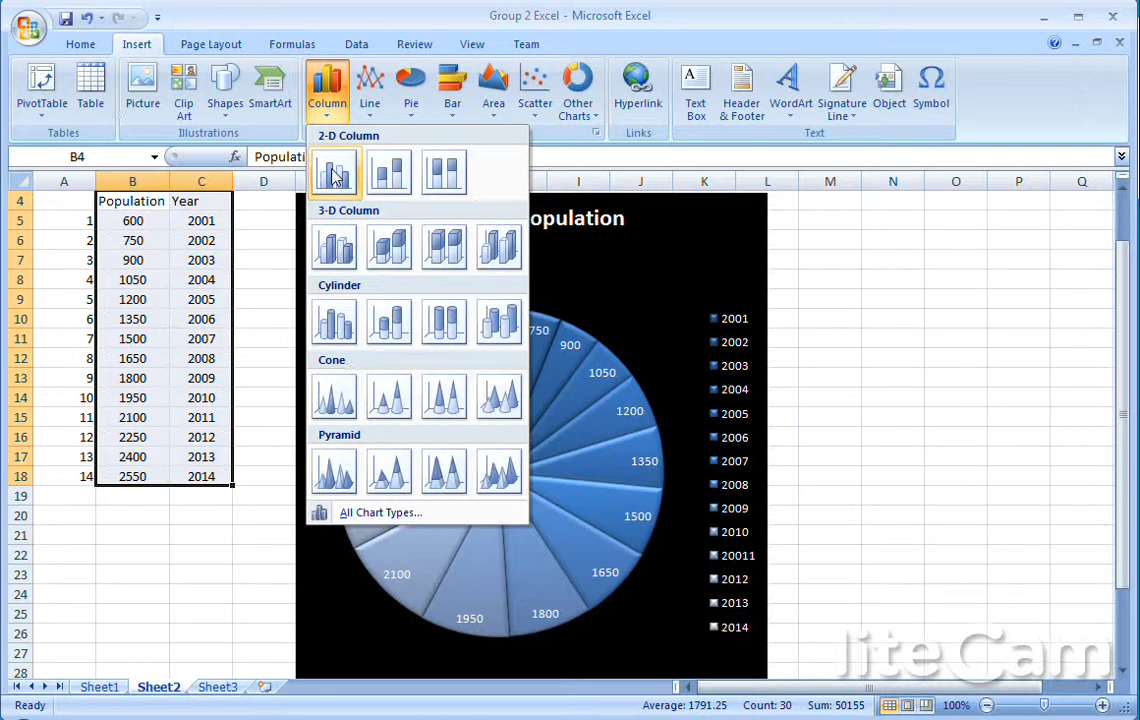 Group 2 Excel - Microsoft Excel
Home Insert Page Layout Formulas Data Review View Team
PivotTable Table Picture Clip Art Shapes SmartArt Column Line Pie Bar Area Scatter Other Charts Hyperlink Text Box Header & Footer WordArt Signature Line Object Symbol
Tables Illustrations Links Text
B4 fx Populati
2-D Column
3-D Column
Cylinder
Cone
Pyramid
All Chart Types...
A B C D I J K L M N O P Q
4 Population Year
5 1 600 2001
6 2 750 2002
7 3 900 2003
8 4 1050 2004
9 5 1200 2005
10 6 1350 2006
11 7 1500 2007
12 8 1650 2008
13 9 1800 2009
14 10 1950 2010
15 11 2100 2011
16 12 2250 2012
17 13 2400 2013
18 14 2550 2014
19
20
21
22
23
24
25
26
27
28
opulation
750
900
1050
1200
1350
1500
1650
1800
1950
2100
2001
2002
2003
2004
2005
2006
2007
2008
2009
2010
20011
2012
2013
2014
liteCam
Sheet1 Sheet2 Sheet3
Ready Average: 1791.25 Count: 30 Sum: 50155 100%